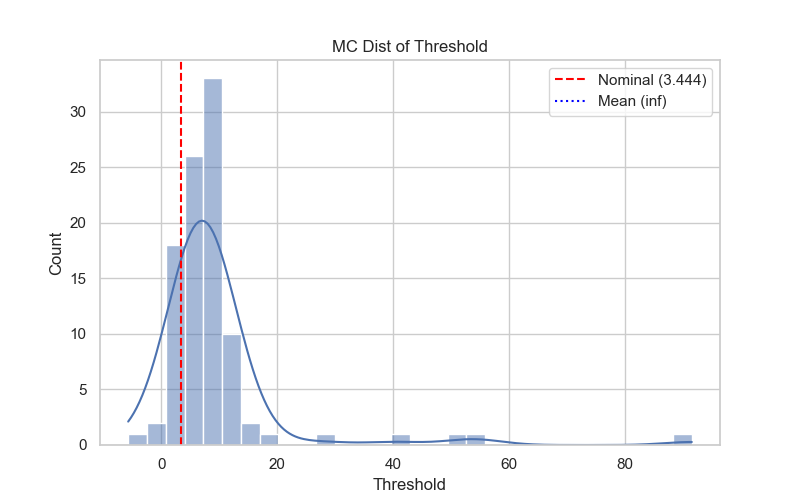 MC Dist of Threshold
Nominal (3.444)
Mean (inf)
Count
30
25
20
15
10
5
0
0 20 40 60 80
Threshold